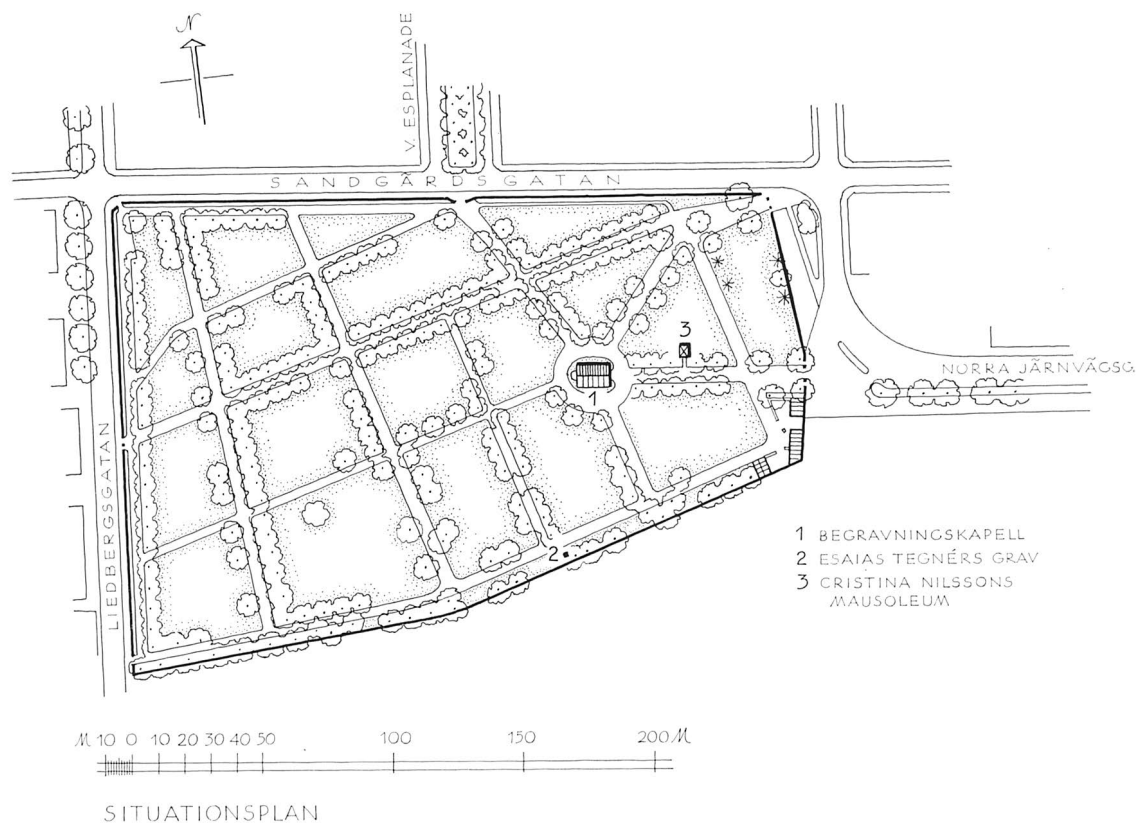 N
V. ESPLANADE
SANDGÄRDSGATAN
3
NORRA JÄRNVÄGSG.
1
LIEDBERGSGATAN
2
1 BEGRAVNINGSKAPELL
2 ESAIAS TEGNÉRS GRAV
3 CRISTINA NILSSONS
MAUSOLEUM
M 10 0 10 20 30 40 50 100 150 200 M
SITUATIONSPLAN